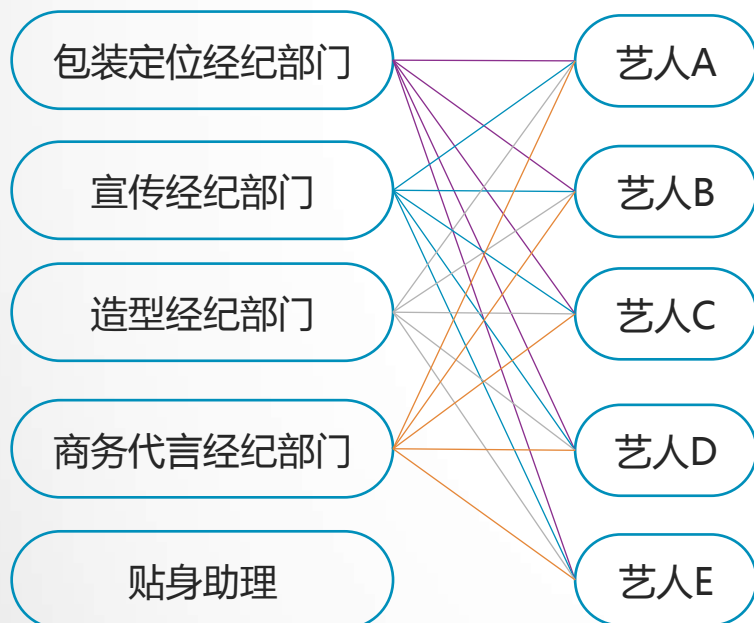 包装定位经纪部门
艺人A
宣传经纪部门
艺人B
造型经纪部门
艺人C
商务代言经纪部门
艺人D
贴身助理
艺人E